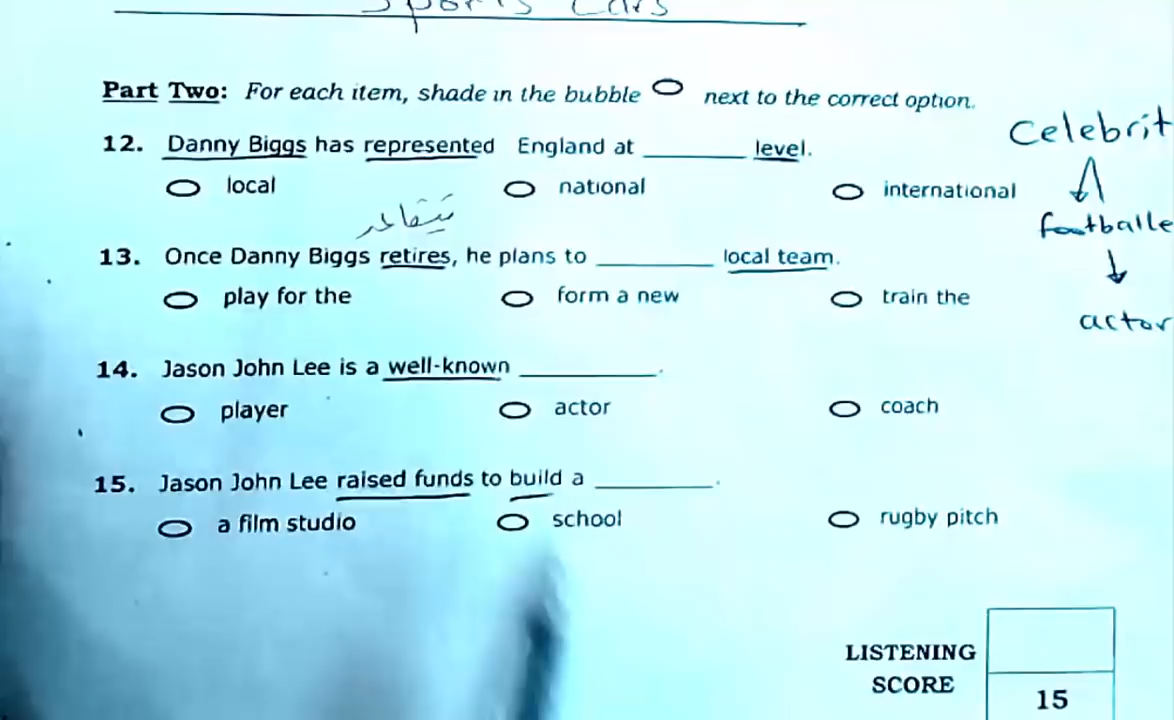 Sports Cars
Part Two: For each item, shade in the bubble next to the correct option.
12. Danny Biggs has represented England at ________ level.
local national international
يتقاعد
13. Once Danny Biggs retires, he plans to ________ local team.
play for the form a new train the
14. Jason John Lee is a well-known ________.
player actor coach
15. Jason John Lee raised funds to build a ________.
a film studio school rugby pitch
Celebrit
footballe
actor
LISTENING
SCORE
15